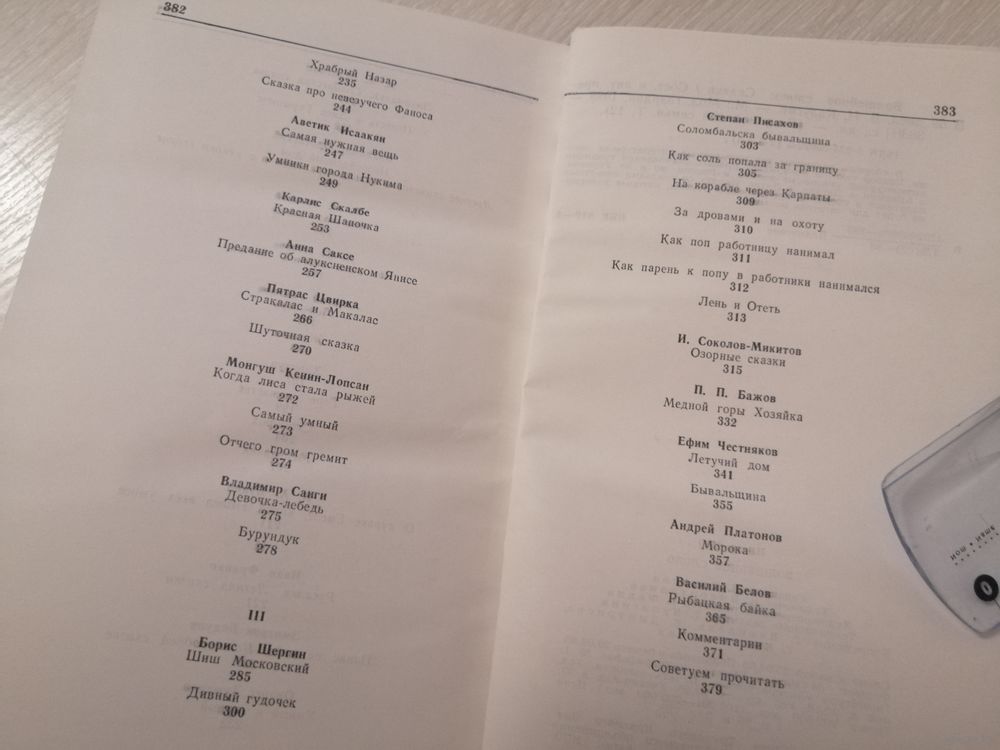 382
Храбрый Назар
235
Сказка про невезучего Фаноса
244
Аветик Исаакян
Самая нужная вещь
247
Умники города Нукима
249
Карлис Скалбе
Красная Шапочка
253
Анна Саксе
Предание об алуксненском Яннсе
257
Пятрас Цвирка
Стракалас и Макалас
266
Шуточная сказка
270
Монгуш Кенин-Лопсан
Когда лиса стала рыжей
272
Самый умный
273
Отчего гром гремит
274
Владимир Санги
Девочка-лебедь
275
Бурундук
278
III
Борис Шергин
Шиш Московский
285
Дивный гудочек
300
383
Степан Писахов
Соломбальска бывальщина
303
Как соль попала за границу
305
На корабле через Карпаты
309
За дровами и на охоту
310
Как поп работницу нанимал
311
Как парень к попу в работники нанимался
312
Лень и Отеть
313
И. Соколов-Микитов
Озорные сказки
315
П. П. Бажов
Медной горы Хозяйка
332
Ефим Честняков
Летучий дом
341
Бывальщина
355
Андрей Платонов
Морока
357
Василий Белов
Рыбацкая байка
365
Комментарии
371
Советуем прочитать
379